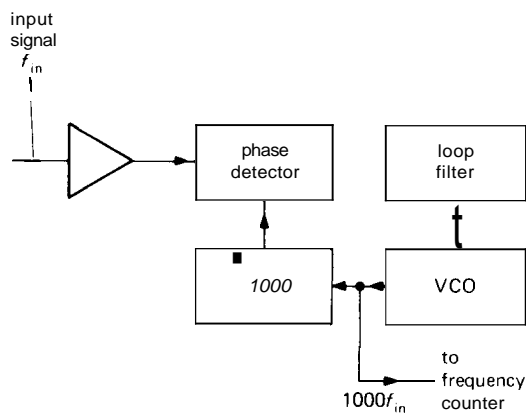 input
signal
f in
phase
detector
loop
filter
1000
VCO
to
frequency
counter
1000f in